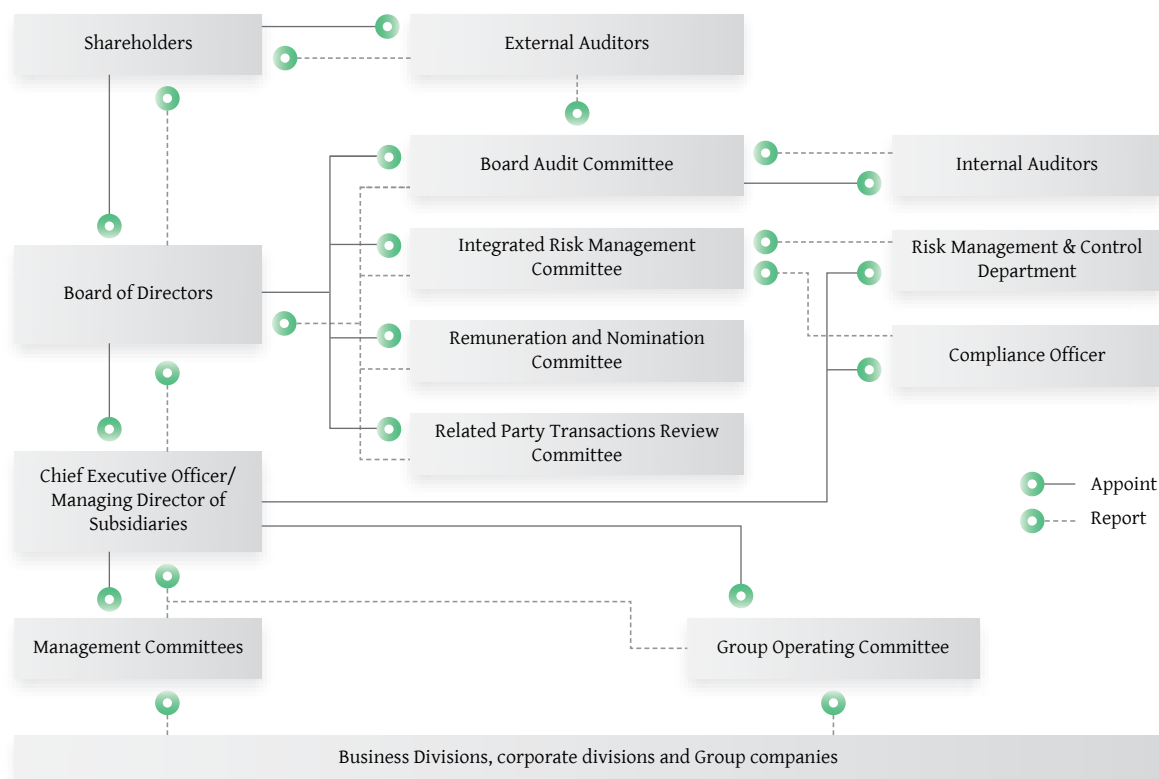 Shareholders
External Auditors
Board Audit Committee
Internal Auditors
Integrated Risk Management
Committee
Risk Management & Control
Department
Board of Directors
Remuneration and Nomination
Committee
Compliance Officer
Related Party Transactions Review
Committee
Chief Executive Officer/
Managing Director of
Subsidiaries
Appoint
Report
Management Committees
Group Operating Committee
Business Divisions, corporate divisions and Group companies